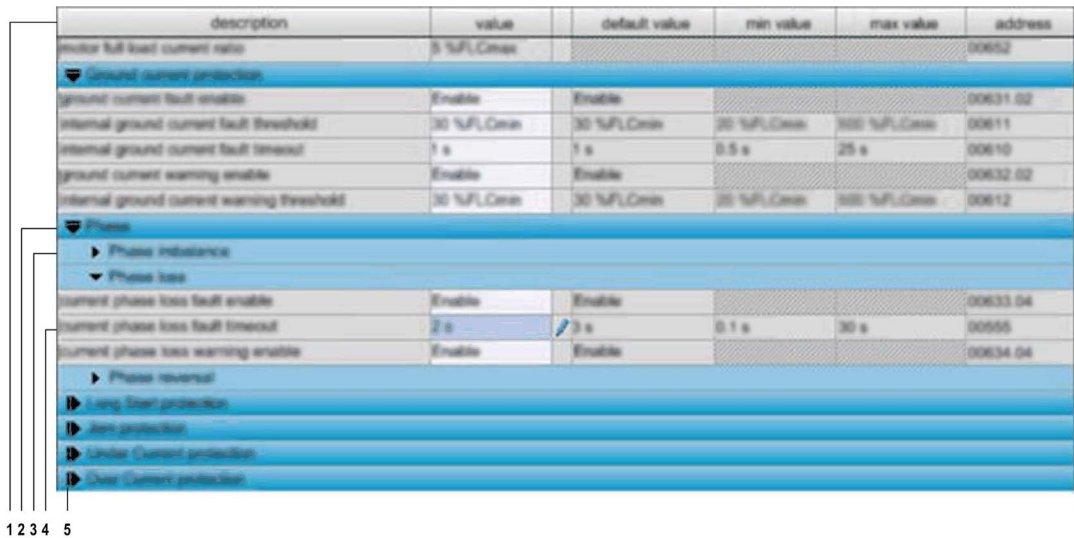 description value default value min value max value address
motor full load current ratio 5 %FLCmax 00652
Ground current protection
ground current fault enable Enable Enable 00631.02
internal ground current fault threshold 30 %FLCmin 30 %FLCmin 20 %FLCmin 500 %FLCmin 00611
internal ground current fault timeout 1 s 1 s 0.5 s 25 s 00610
ground current warning enable Enable Enable 00632.02
internal ground current warning threshold 30 %FLCmin 30 %FLCmin 20 %FLCmin 500 %FLCmin 00612
Phase
Phase imbalance
Phase loss
current phase loss fault enable Enable Enable 00633.04
current phase loss fault timeout 2 s 3 s 0.1 s 30 s 00555
current phase loss warning enable Enable Enable 00634.04
Phase reversal
Long Start protection
Jam protection
Under Current protection
Over Current protection
1 2 3 4 5